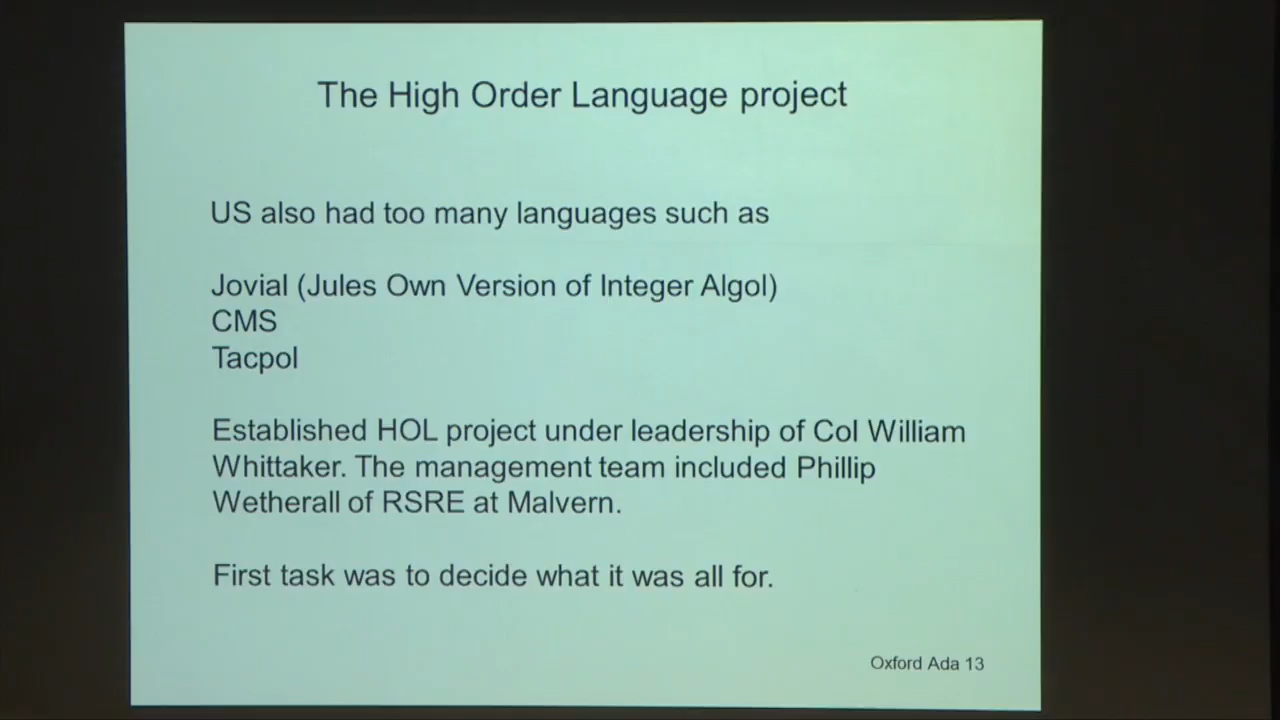 The High Order Language project
US also had too many languages such as
Jovial (Jules Own Version of Integer Algol)
CMS
Tacpol
Established HOL project under leadership of Col William
Whittaker. The management team included Phillip
Wetherall of RSRE at Malvern.
First task was to decide what it was all for.
Oxford Ada 13